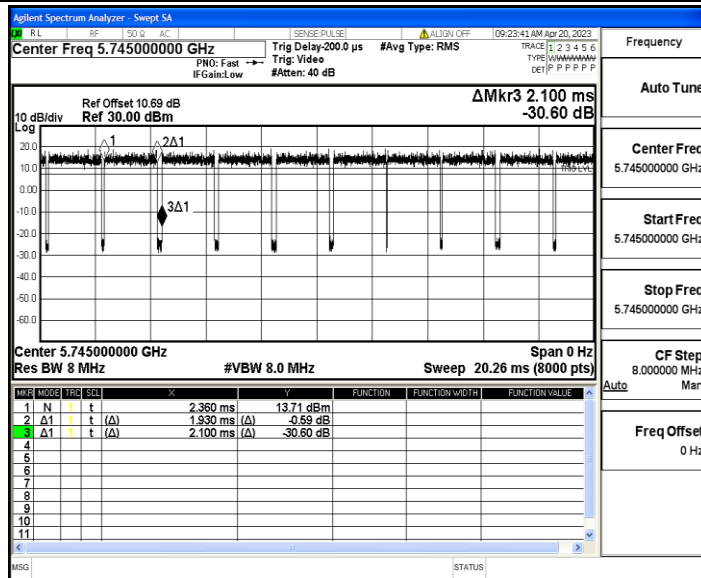 Agilent Spectrum Analyzer - Swept SA
RL RF 50 Ω AC SENSE:PULSE ALIGN OFF 09:23:41 AM Apr 20, 2023
Center Freq 5.745000000 GHz
PNO: Fast
IFGain:Low
Trig Delay-200.0 µs
Trig: Video
#Atten: 40 dB
#Avg Type: RMS
TRACE 1 2 3 4 5 6
TYPE WWWWWW
DET P P P P P P
Ref Offset 10.69 dB
Ref 30.00 dBm
ΔMkr3 2.100 ms
-30.60 dB
10 dB/div
Log
20.0
10.0
0.00
-10.0
-20.0
-30.0
-40.0
-50.0
-60.0
1
2Δ1
3Δ1
TRIG LVL
Center 5.745000000 GHz
Span 0 Hz
Res BW 8 MHz #VBW 8.0 MHz Sweep 20.26 ms (8000 pts)
MKR MODE TRC SCL X Y FUNCTION FUNCTION WIDTH FUNCTION VALUE
1 N 1 t 2.360 ms 13.71 dBm
2 Δ1 1 t (Δ) 1.930 ms (Δ) -0.59 dB
3 Δ1 1 t (Δ) 2.100 ms (Δ) -30.60 dB
4
5
6
7
8
9
10
11
MSG STATUS
Frequency
Auto Tune
Center Freq
5.745000000 GHz
Start Freq
5.745000000 GHz
Stop Freq
5.745000000 GHz
CF Step
8.000000 MHz
Auto Man
Freq Offset
0 Hz